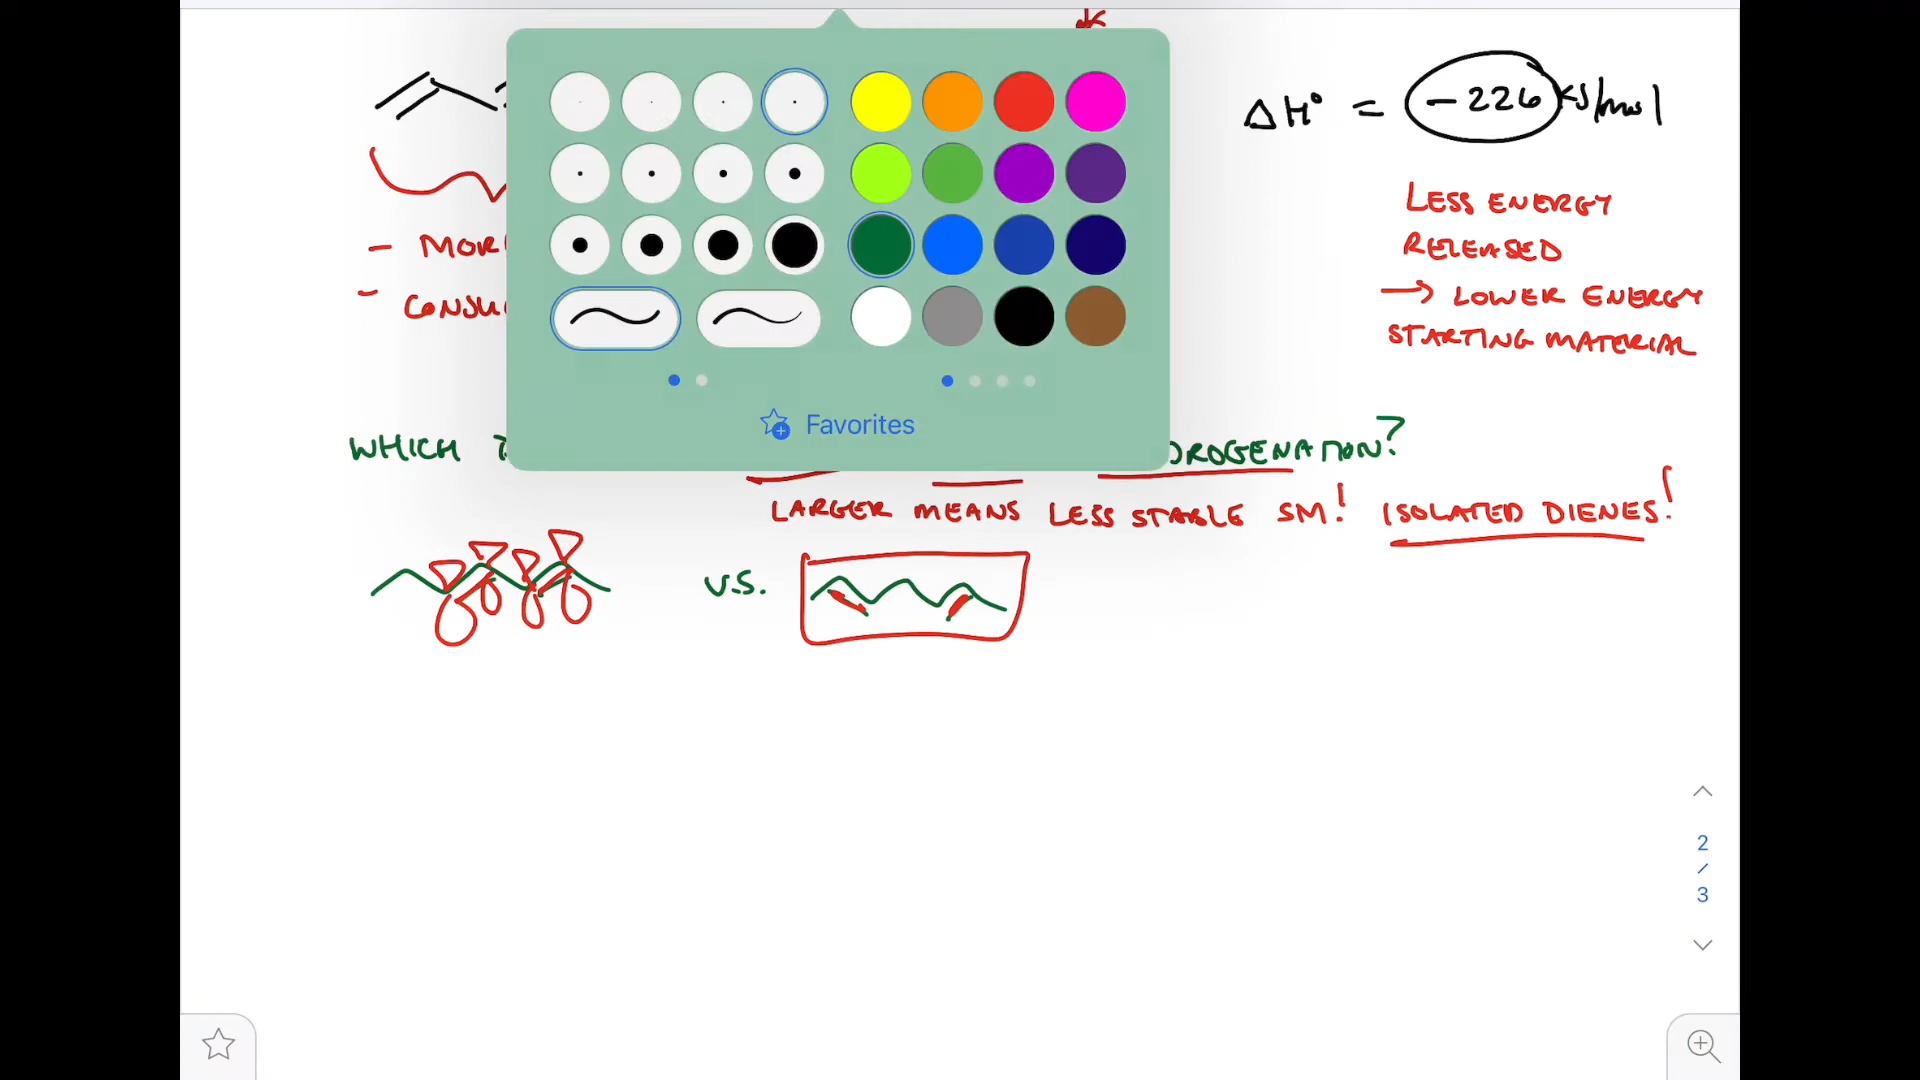 ΔH° = -226 KJ/mol
LESS ENERGY
RELEASED
→ LOWER ENERGY
STARTING MATERIAL
- MOR
- CONSU
Favorites
WHICH DROGENATION?
LARGER MEANS LESS STABLE SM! ISOLATED DIENES!
V.S.
2
/
3